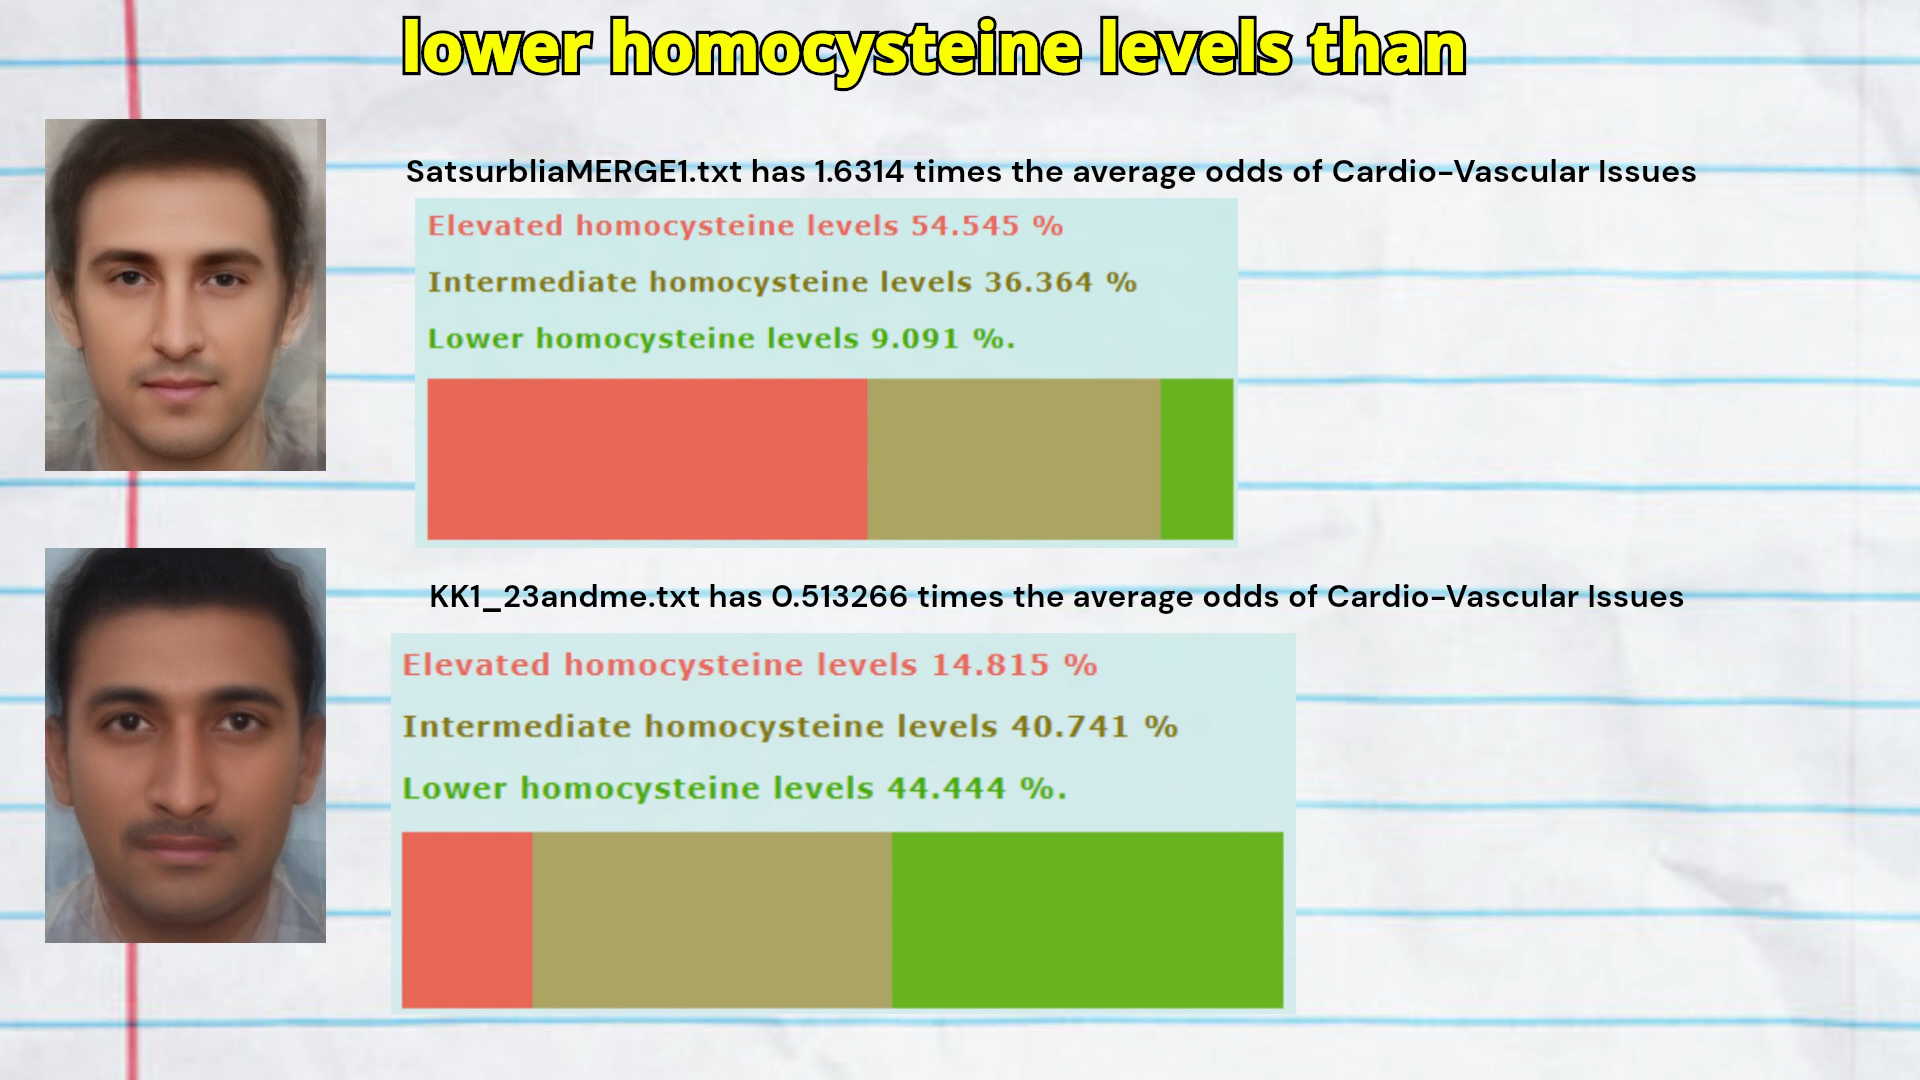 lower homocysteine levels than
SatsurbliaMERGE1.txt has 1.6314 times the average odds of Cardio-Vascular Issues
Elevated homocysteine levels 54.545 %
Intermediate homocysteine levels 36.364 %
Lower homocysteine levels 9.091 %.
KK1_23andme.txt has 0.513266 times the average odds of Cardio-Vascular Issues
Elevated homocysteine levels 14.815 %
Intermediate homocysteine levels 40.741 %
Lower homocysteine levels 44.444 %.